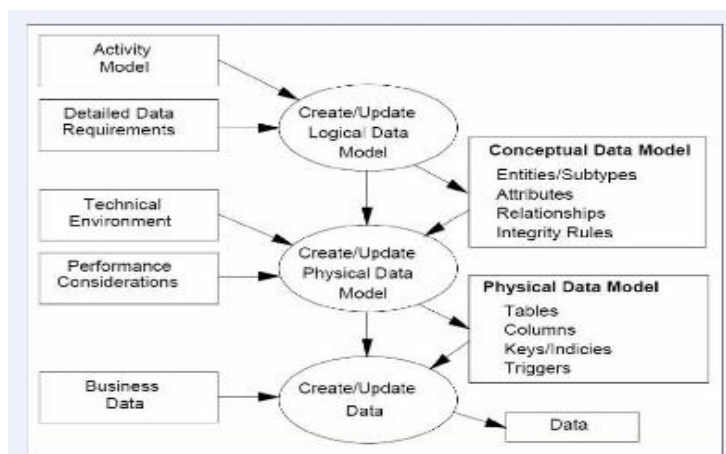 Activity
Model
Detailed Data
Requirements
Create/Update
Logical Data
Model
Conceptual Data Model
Entities/Subtypes
Attributes
Relationships
Integrity Rules
Technical
Environment
Performance
Considerations
Create/Update
Physical Data
Model
Physical Data Model
Tables
Columns
Keys/Indicies
Triggers
Business
Data
Create/Update
Data
Data